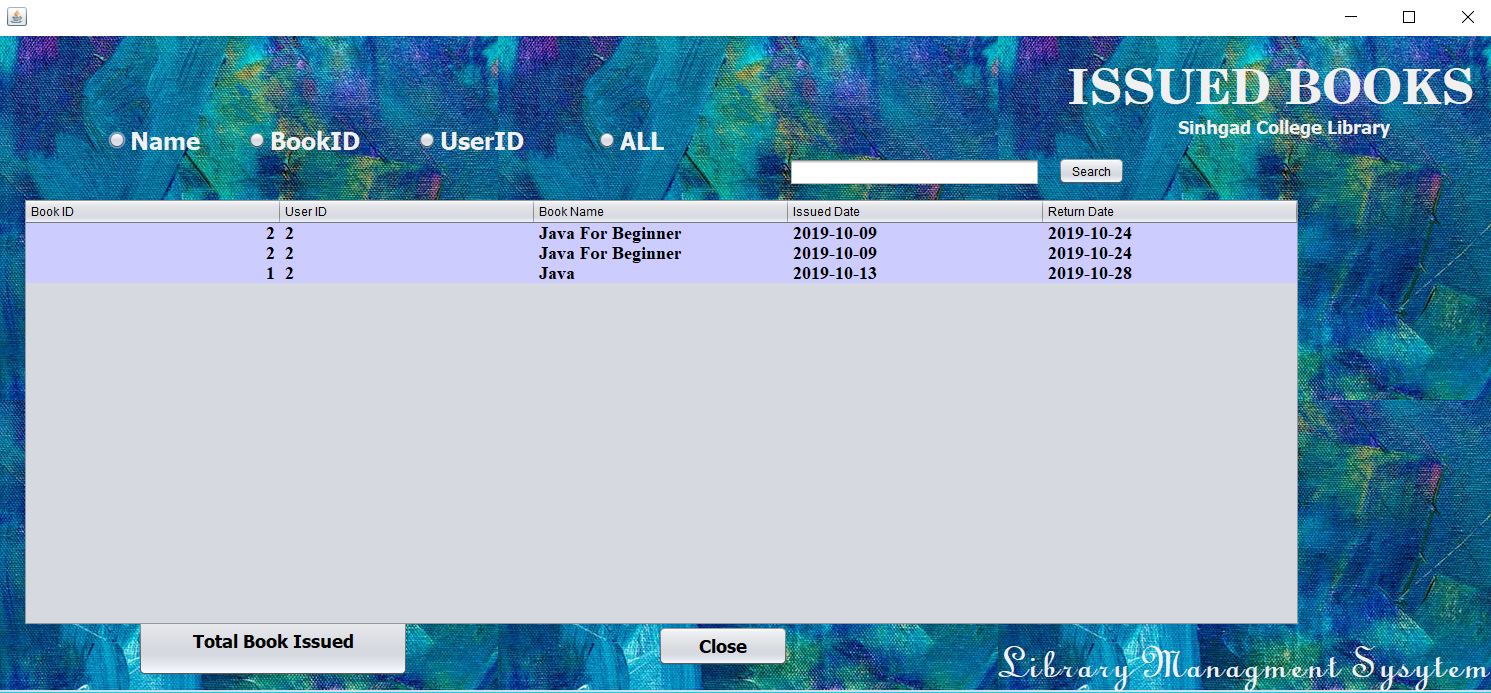 ISSUED BOOKS
Sinhgad College Library
Name BookID UserID ALL
Search
Book ID User ID Book Name Issued Date Return Date
2 2 Java For Beginner 2019-10-09 2019-10-24
2 2 Java For Beginner 2019-10-09 2019-10-24
1 2 Java 2019-10-13 2019-10-28
Total Book Issued Close
Library Managment Sysytem